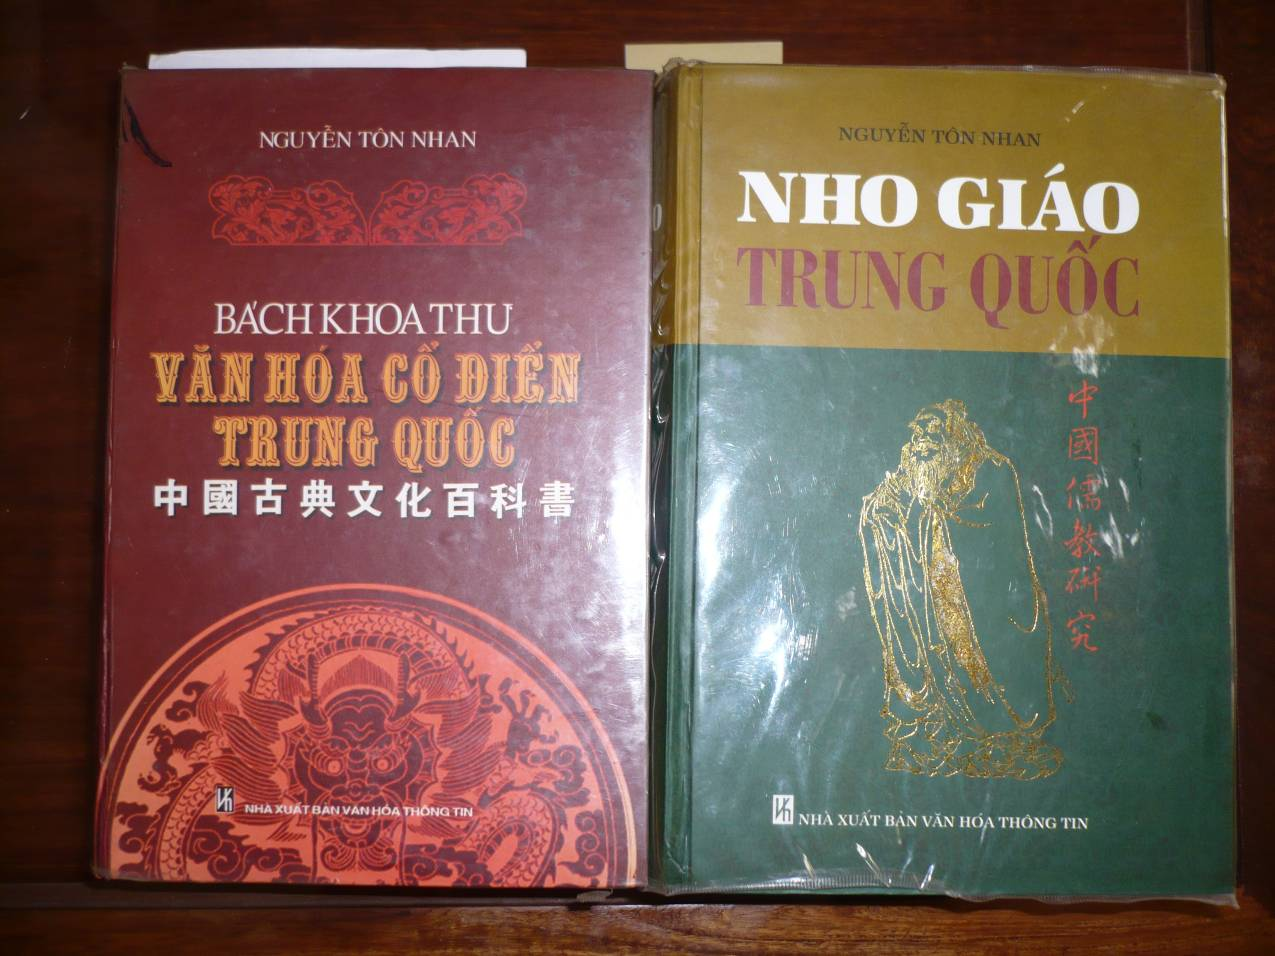 NGUYỄN TÔN NHAN
BÁCH KHOA THƯ
VĂN HÓA CỔ ĐIỂN
TRUNG QUỐC
中國古典文化百科書
NHÀ XUẤT BẢN VĂN HÓA THÔNG TIN
NGUYỄN TÔN NHAN
NHO GIÁO
TRUNG QUỐC
中國儒教研究
NHÀ XUẤT BẢN VĂN HÓA THÔNG TIN